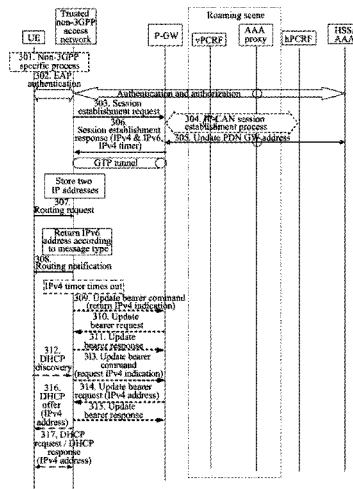 Roaming scene
UE
Trusted
non-3GPP
access
network
P-GW
vPCRF
AAA
proxy
hPCRF
HSS/
AAA
301. Non-3GPP
specific process
302. EAP
authentication
Authentication and authorization
303. Session
establishment request
304. IP-CAN session
establishment process
305. Update PDN GW address
306.
Session establishment
response (IPv4 & IPv6,
IPv4 timer)
GTP tunnel
Store two
IP addresses
307.
Routing request
Return IPv6
address according
to message type
308.
Routing notification
IPv4 timer times out
309. Update bearer command
(return IPv4 indication)
310. Update
bearer request
311. Update
bearer response
312.
DHCP
discovery
313. Update bearer
command
(request IPv4 indication)
314. Update bearer
request (IPv4 address)
315. Update
bearer response
316.
DHCP
offer
(IPv4
address)
317. DHCP
request / DHCP
response
(IPv4 address)